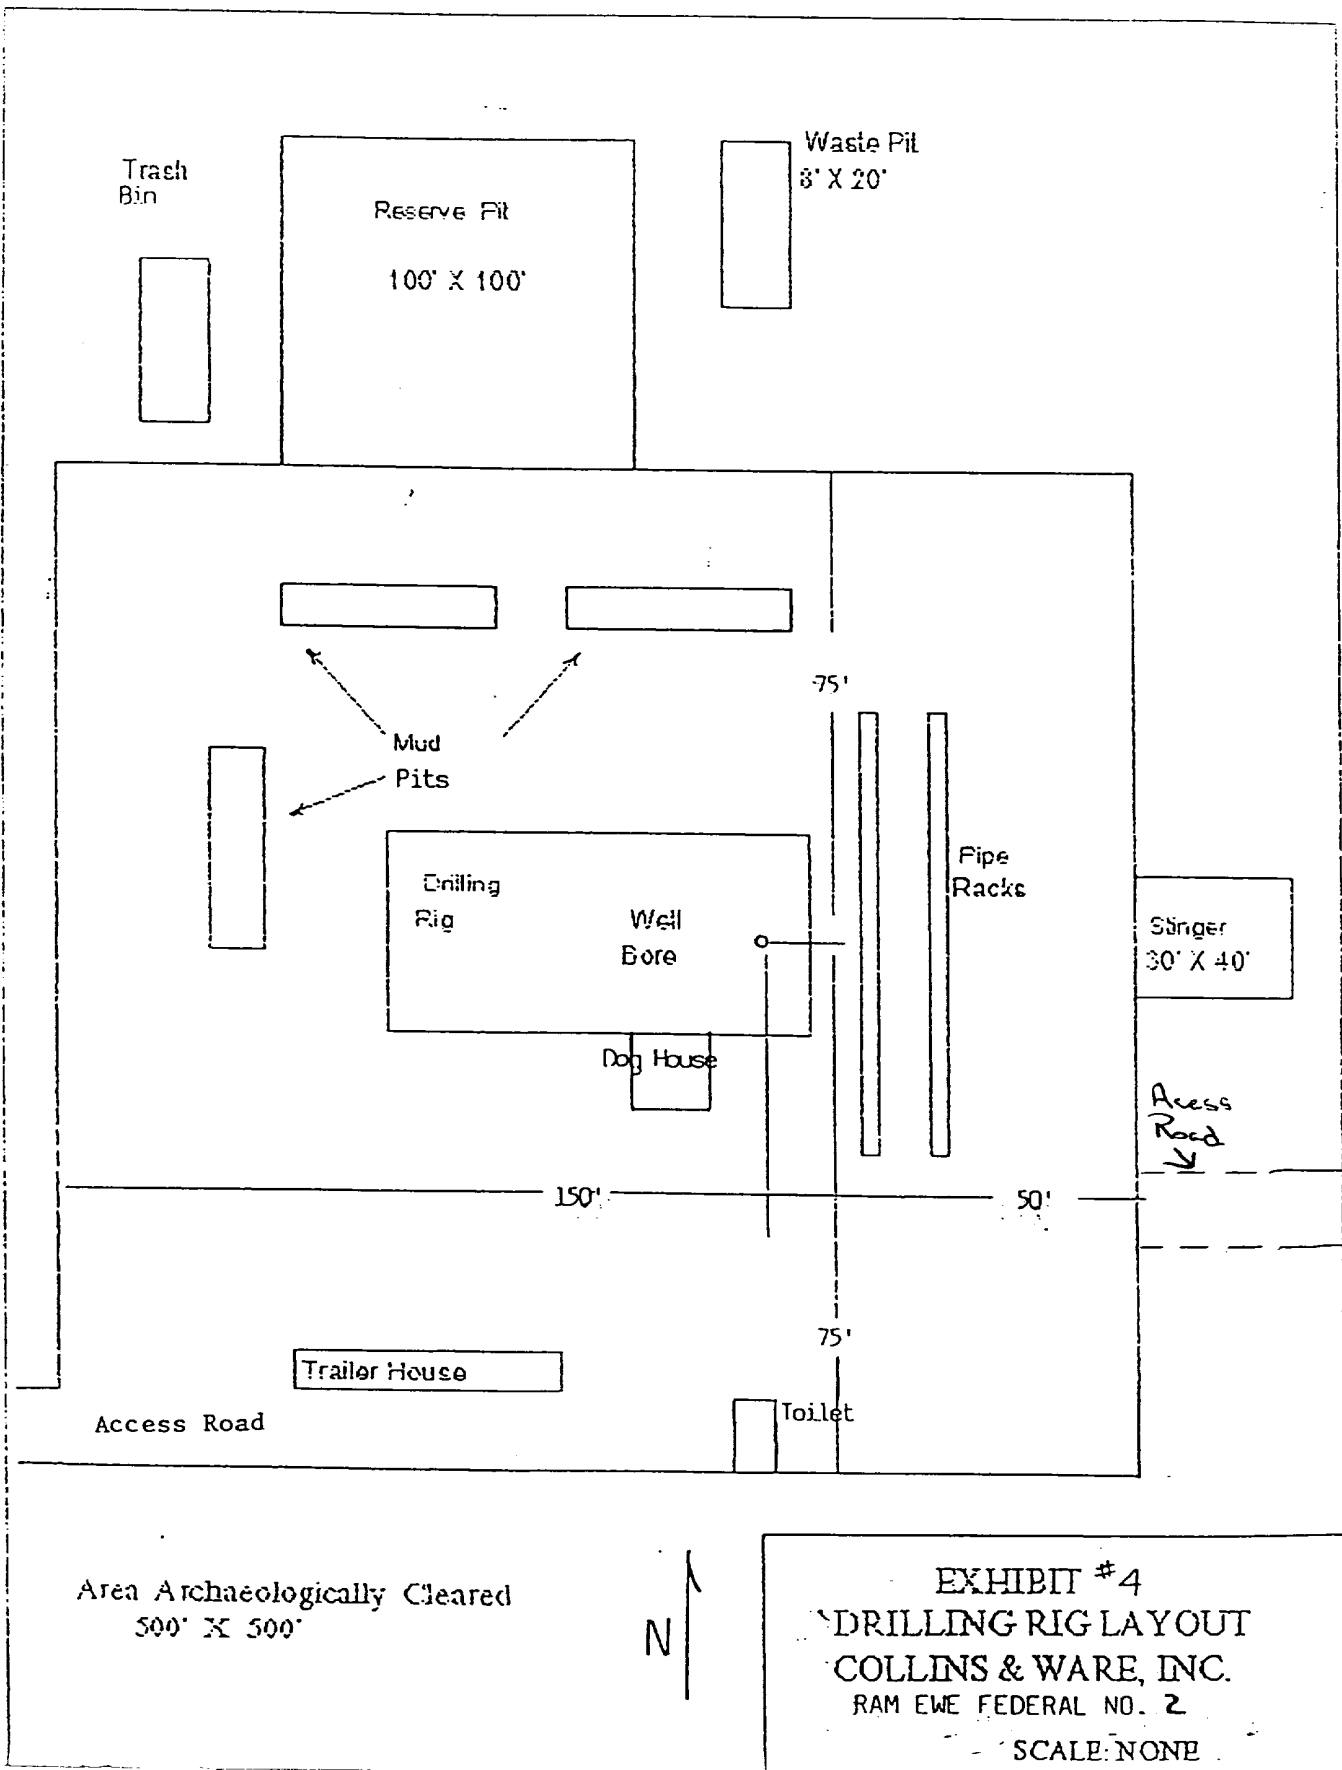 Trash
Bin
Reserve Pit
100' X 100'
Waste Pit
8' X 20'
75'
Mud
Pits
Drilling
Rig
Well
Bore
Pipe
Racks
Stinger
30' X 40'
Dog House
Acess
Road
150'
50'
75'
Trailer House
Toilet
Access Road
Area Archaeologically Cleared
500' X 500'
N
EXHIBIT #4
DRILLING RIG LAYOUT
COLLINS & WARE, INC.
RAM EWE FEDERAL NO. 2
SCALE: NONE